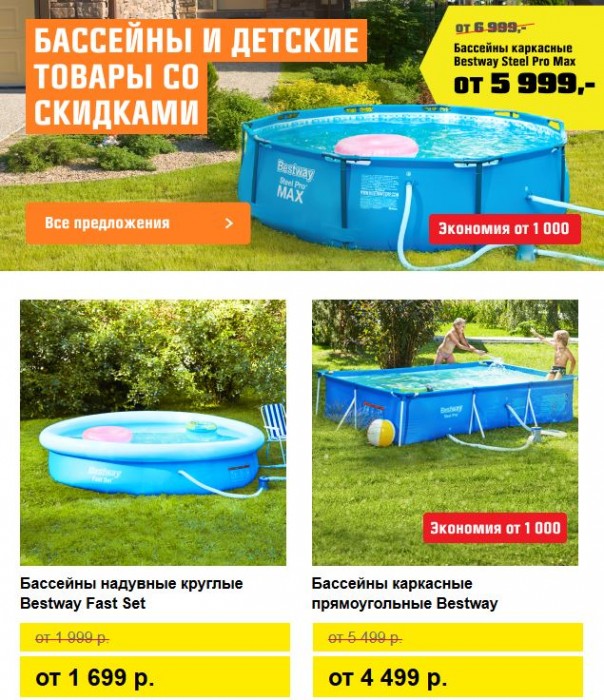 БАССЕЙНЫ И ДЕТСКИЕ
ТОВАРЫ СО
СКИДКАМИ
от 6 999,-
Бассейны каркасные
Bestway Steel Pro Max
от 5 999,-
Bestway
Steel Pro
MAX
Все предложения >
Экономия от 1 000
Bestway
Fast Set
Bestway
Экономия от 1 000
Бассейны надувные круглые
Bestway Fast Set
от 1 999 р.
от 1 699 р.
Бассейны каркасные
прямоугольные Bestway
от 5 499 р.
от 4 499 р.